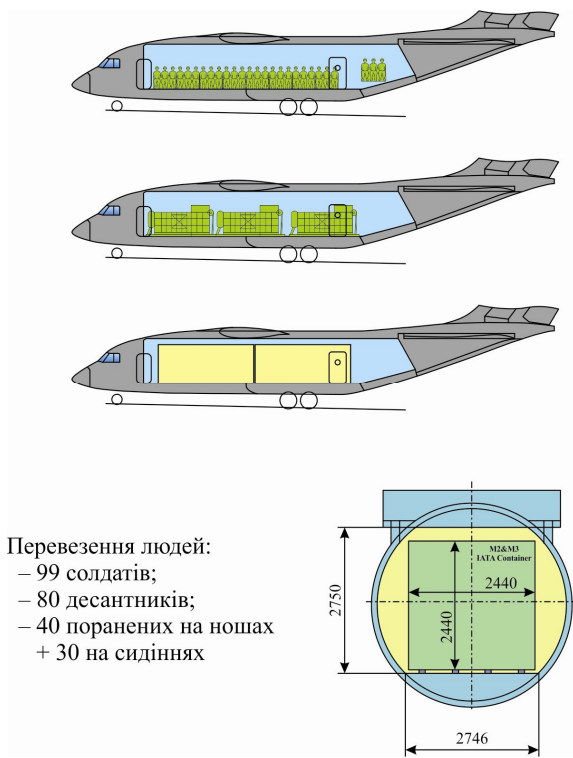 Перевезення людей:
– 99 солдатів;
– 80 десантників;
– 40 поранених на ношах
+ 30 на сидіннях
M2&M3
IATA Container
2440
2440
2750
2746